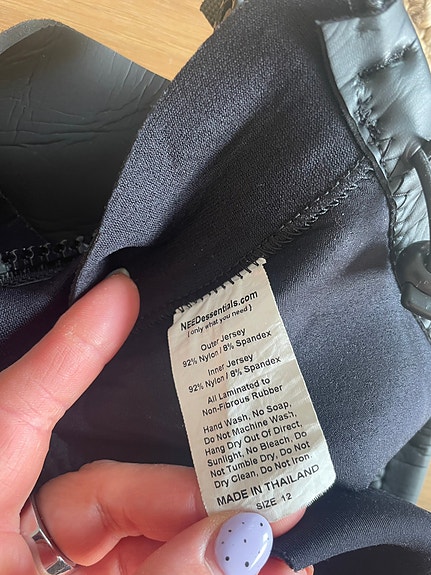 NEEDessentials.com
( only what you need )
Outer Jersey
92% Nylon / 8% Spandex
Inner Jersey
92% Nylon / 8% Spandex
All Laminated to
Non-Fibrous Rubber
Hand Wash, No Soap,
Do Not Machine Wash,
Hang Dry Out Of Direct,
Sunlight, No Bleach, Do
Not Tumble Dry, Do Not
Dry Clean, Do Not Iron.
MADE IN THAILAND
SIZE 12